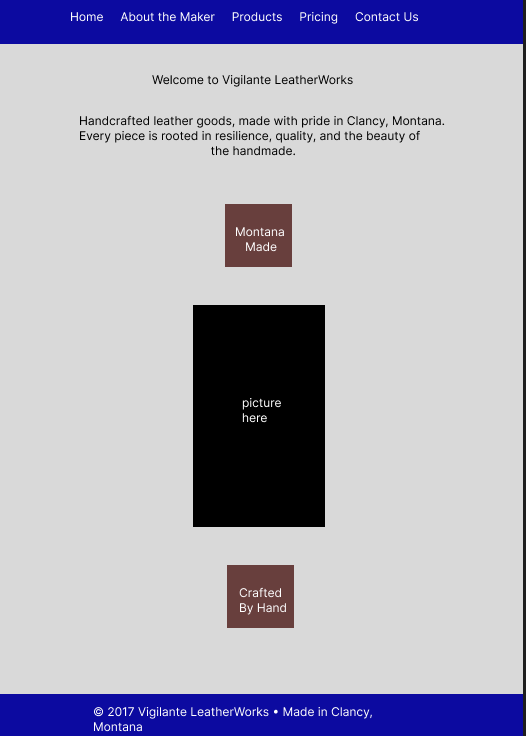 Home About the Maker Products Pricing Contact Us
Welcome to Vigilante LeatherWorks
Handcrafted leather goods, made with pride in Clancy, Montana.
Every piece is rooted in resilience, quality, and the beauty of
the handmade.
Montana
Made
picture
here
Crafted
By Hand
© 2017 Vigilante LeatherWorks • Made in Clancy,
Montana